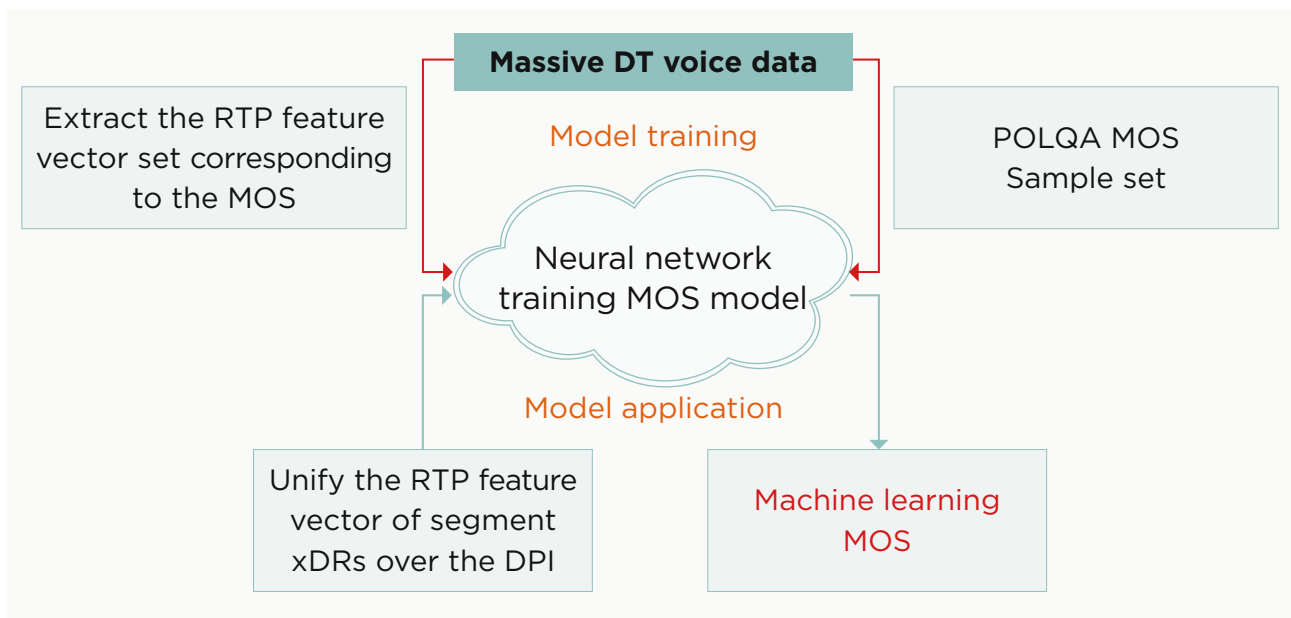 Massive DT voice data
Extract the RTP feature
vector set corresponding
to the MOS
Model training
POLQA MOS
Sample set
Neural network
training MOS model
Model application
Unify the RTP feature
vector of segment
xDRs over the DPI
Machine learning
MOS